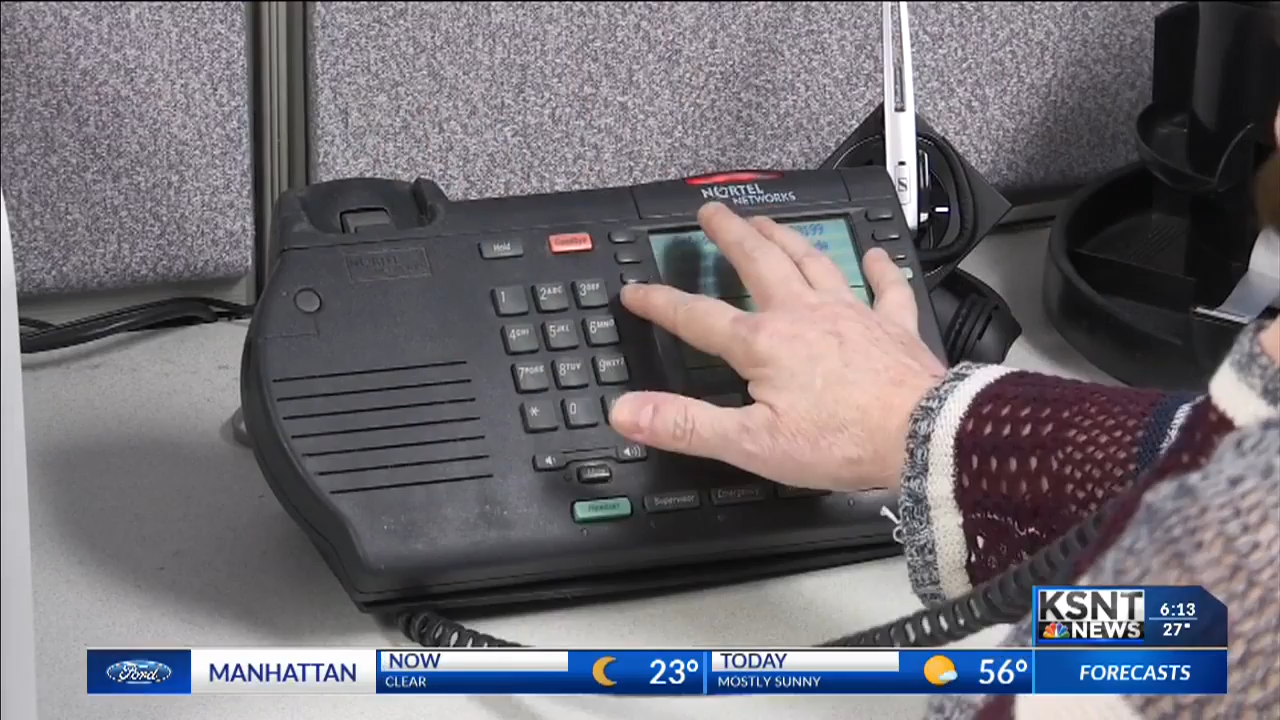 NORTEL
NETWORKS
Hold
Goodbye
1
2ABC
3DEF
4GHI
5JKL
6MNO
7PQRS
8TUV
9WXYZ
*
0
Mute
Headset
Supervisor
Emergency
S
KSNT
NEWS
6:13
27°
Ford
MANHATTAN
NOW
CLEAR
23°
TODAY
MOSTLY SUNNY
56°
FORECASTS